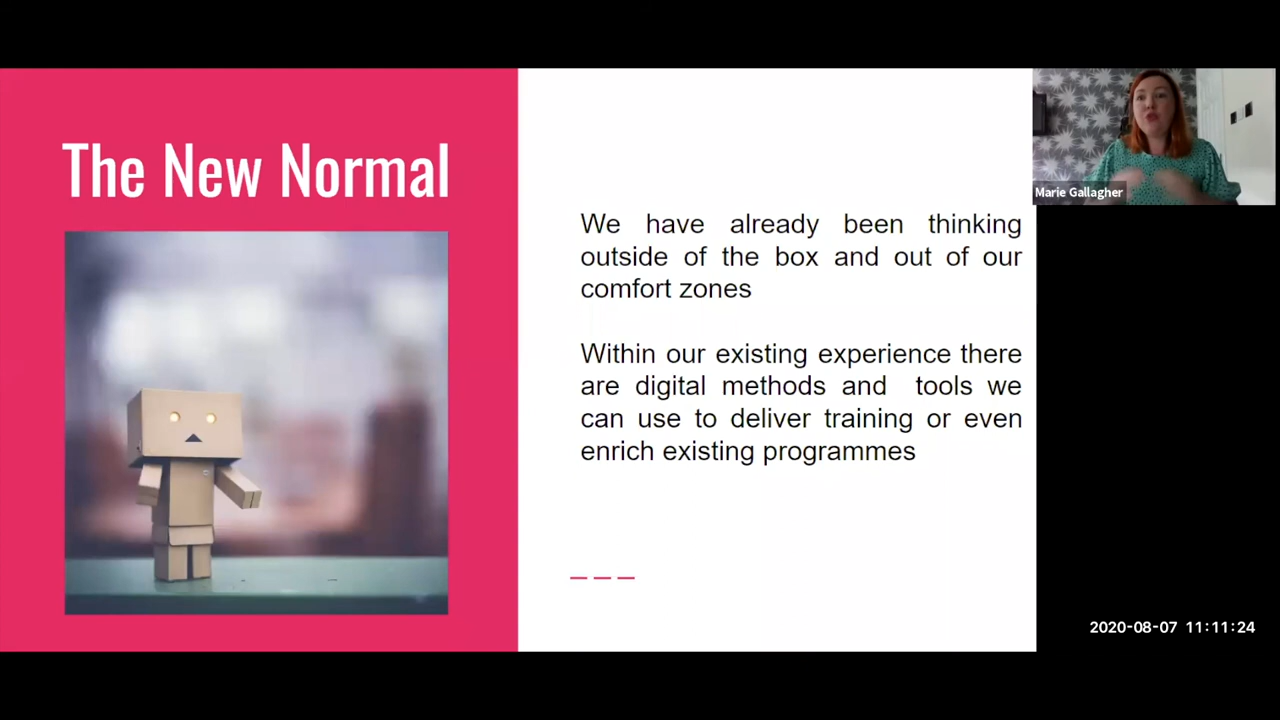 The New Normal
We have already been thinking
outside of the box and out of our
comfort zones
Within our existing experience there
are digital methods and tools we
can use to deliver training or even
enrich existing programmes
Marie Gallagher
2020-08-07 11:11:24